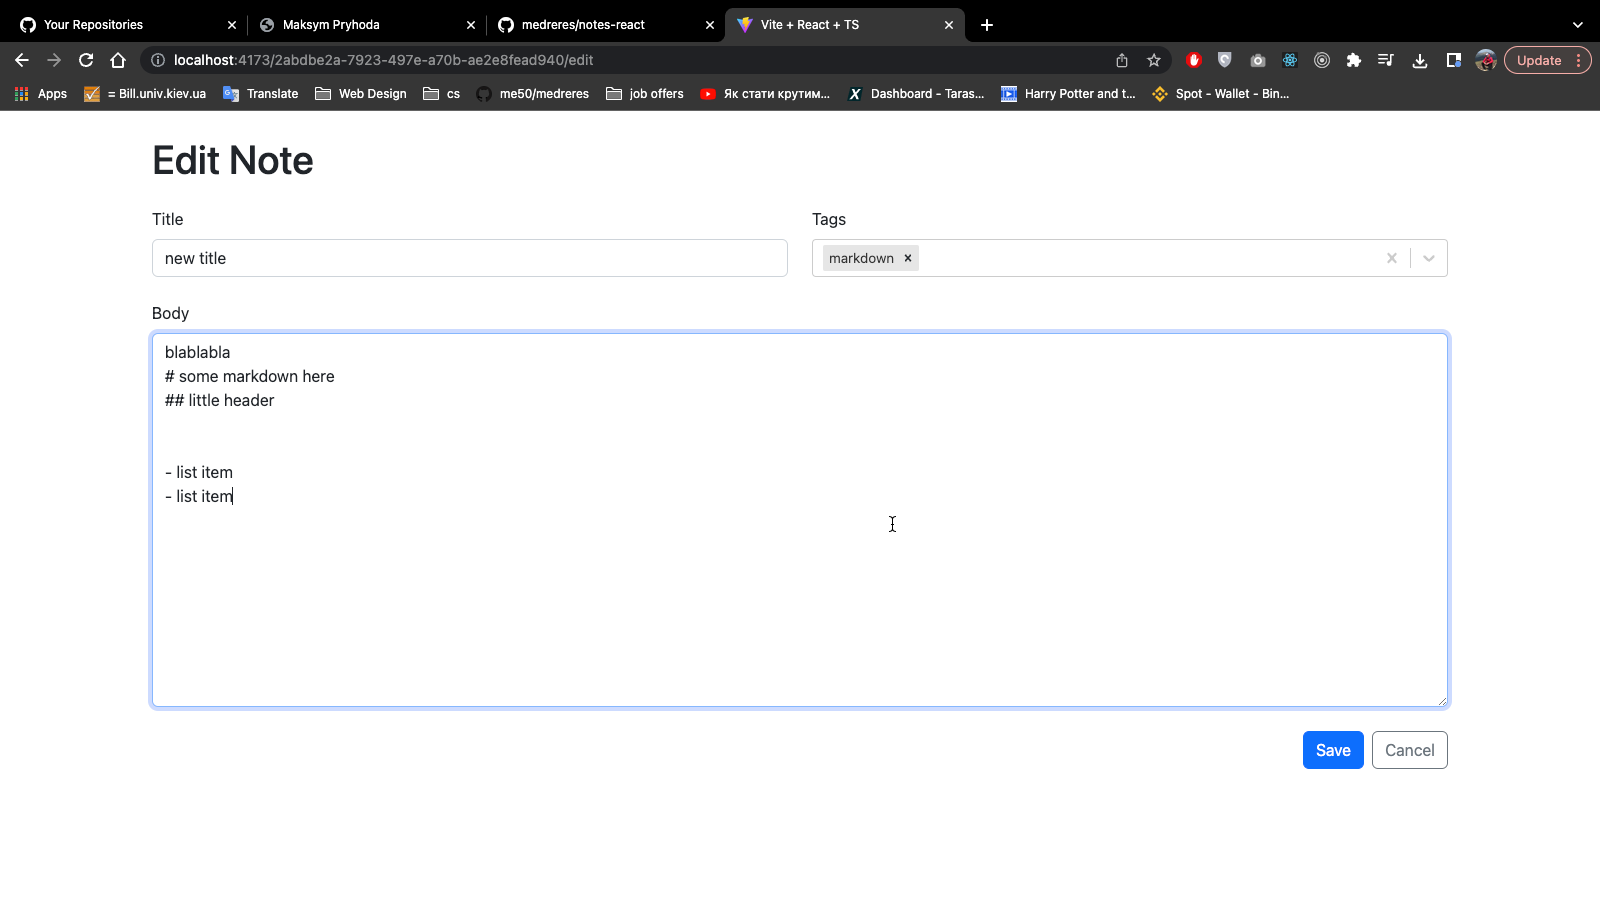 Your Repositories
Maksym Pryhoda
medreres/notes-react
Vite + React + TS
localhost:4173/2abdbe2a-7923-497e-a70b-ae2e8fead940/edit
Update
Apps
= Bill.univ.kiev.ua
Translate
Web Design
cs
me50/medreres
job offers
Як стати крутим...
Dashboard - Taras...
Harry Potter and t...
Spot - Wallet - Bin...
Edit Note
Title
Tags
new title
markdown
Body
blablabla
# some markdown here
## little header
- list item
- list item
Save
Cancel